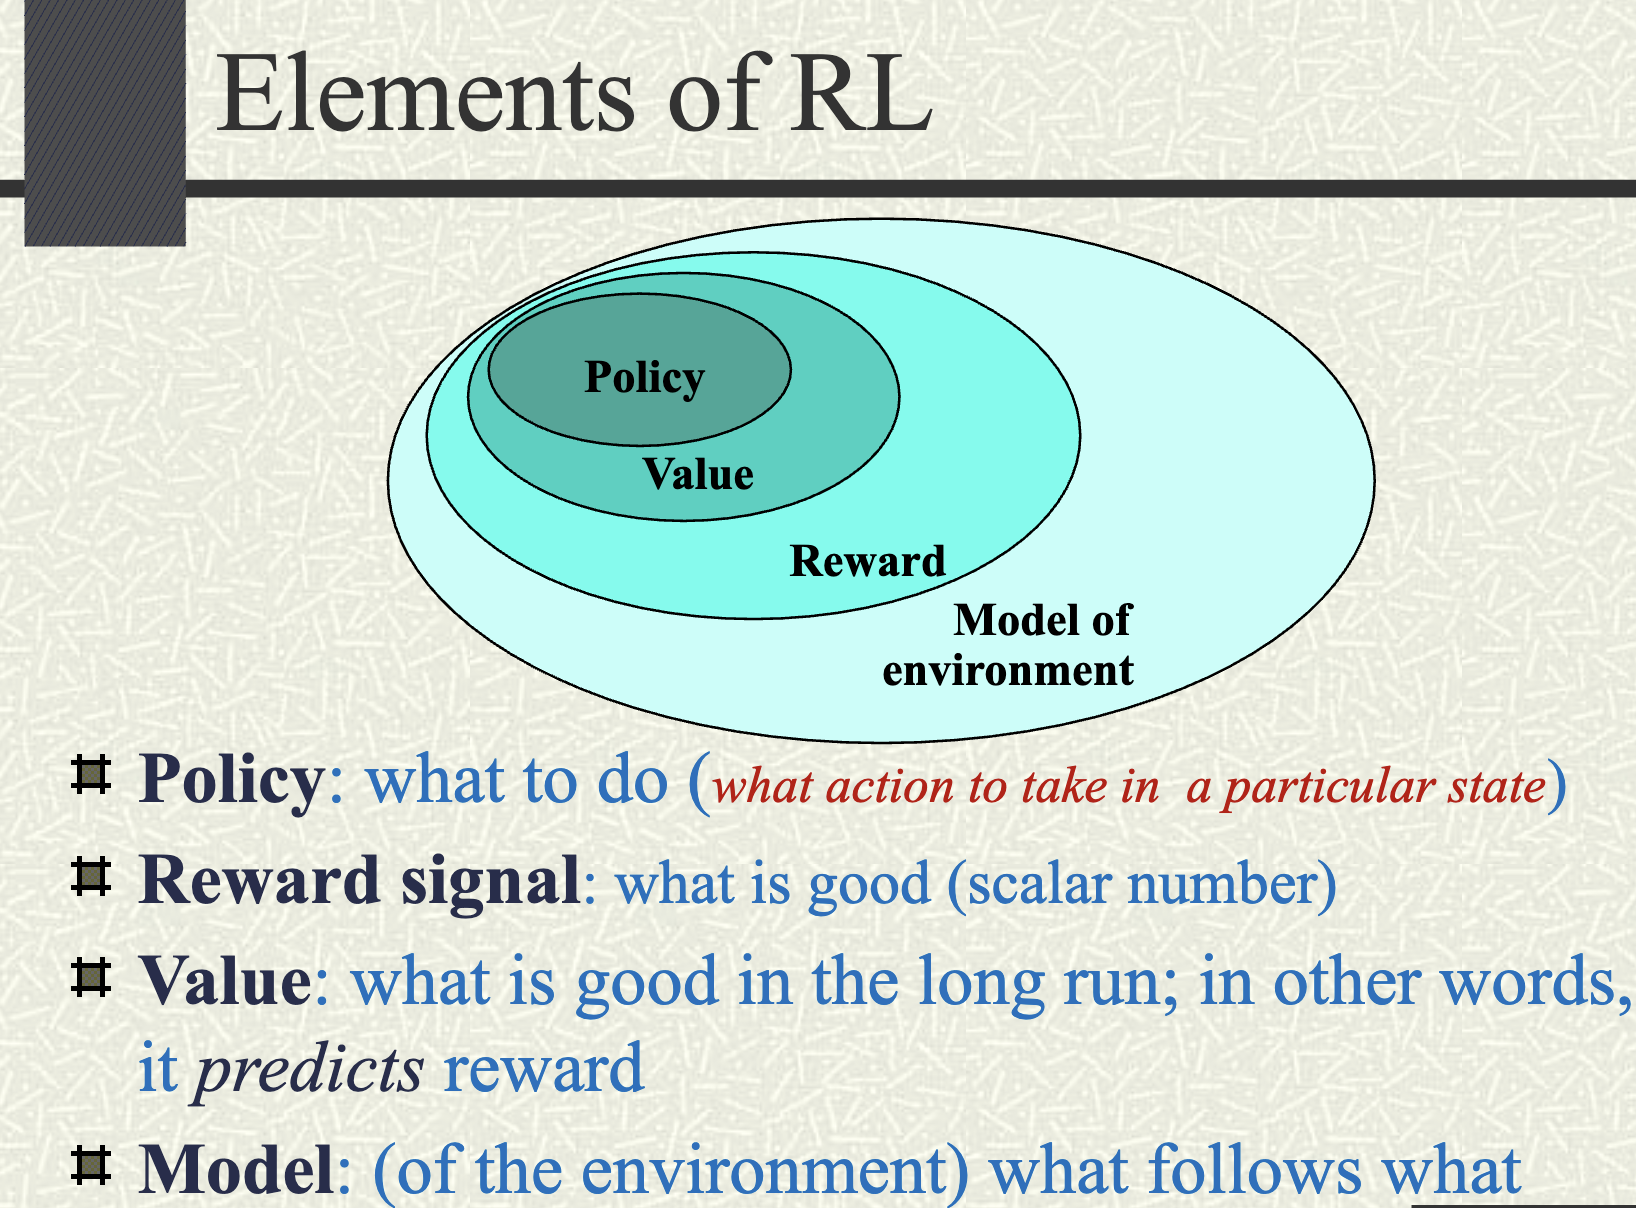 Elements of RL
Policy
Value
Reward
Model of
environment
Policy: what to do (what action to take in a particular state)
Reward signal: what is good (scalar number)
Value: what is good in the long run; in other words,
it predicts reward
Model: (of the environment) what follows what